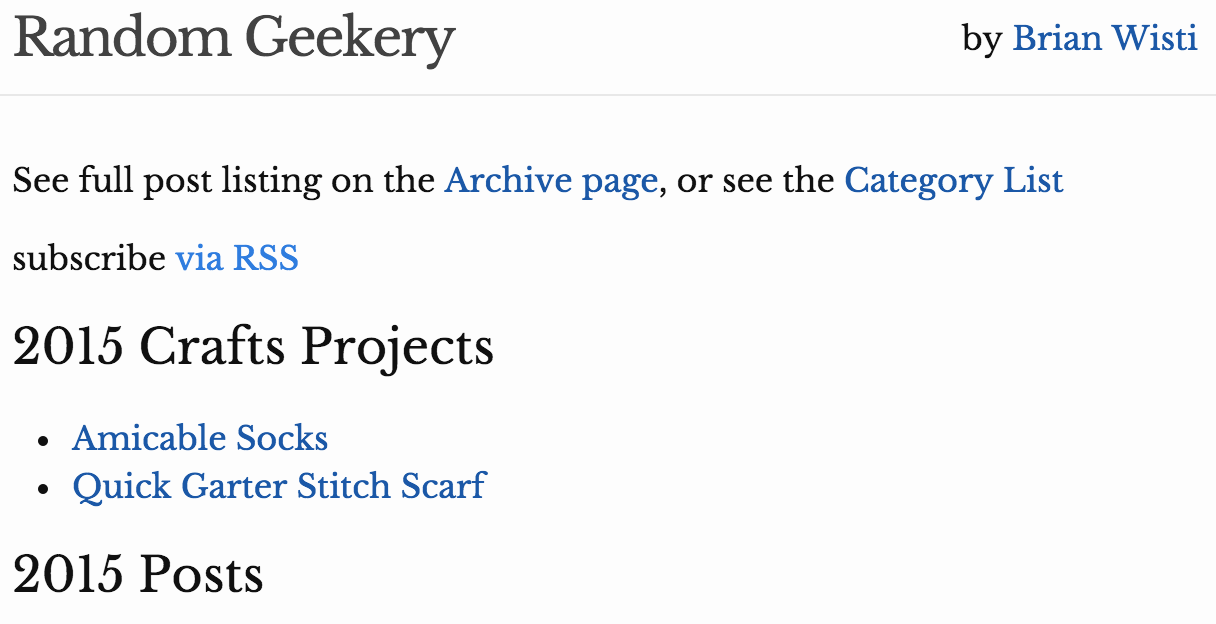 Random Geekery
by Brian Wisti
See full post listing on the Archive page, or see the Category List
subscribe via RSS
2015 Crafts Projects
Amicable Socks
Quick Garter Stitch Scarf
2015 Posts